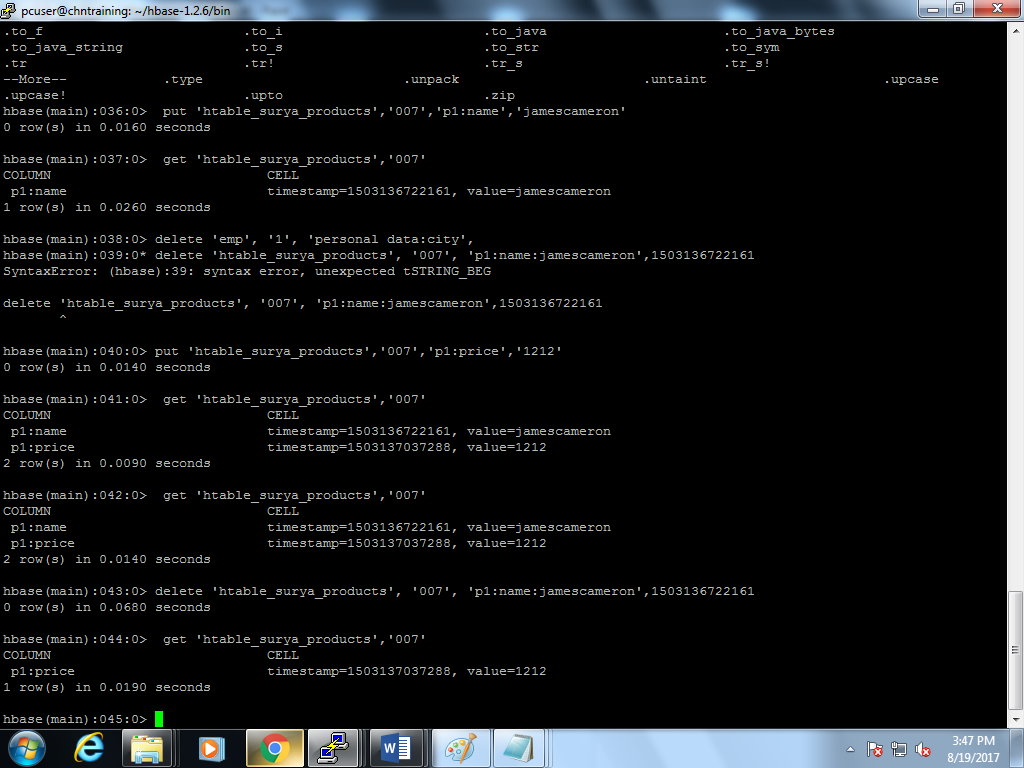 pcuser@chntraining: ~/hbase-1.2.6/bin
.to_f .to_i .to_java .to_java_bytes
.to_java_string .to_s .to_str .to_sym
.tr .tr! .tr_s .tr_s!
--More-- .type .unpack .untaint .upcase
.upcase! .upto .zip
hbase(main):036:0>  put 'htable_surya_products','007','p1:name','jamescameron'
0 row(s) in 0.0160 seconds
hbase(main):037:0>  get 'htable_surya_products','007'
COLUMN CELL
p1:name timestamp=1503136722161, value=jamescameron
1 row(s) in 0.0260 seconds
hbase(main):038:0> delete 'emp', '1', 'personal data:city',
hbase(main):039:0* delete 'htable_surya_products', '007', 'p1:name:jamescameron',1503136722161
SyntaxError: (hbase):39: syntax error, unexpected tSTRING_BEG
delete 'htable_surya_products', '007', 'p1:name:jamescameron',1503136722161
^
hbase(main):040:0> put 'htable_surya_products','007','p1:price','1212'
0 row(s) in 0.0140 seconds
hbase(main):041:0>  get 'htable_surya_products','007'
COLUMN CELL
p1:name timestamp=1503136722161, value=jamescameron
p1:price timestamp=1503137037288, value=1212
2 row(s) in 0.0090 seconds
hbase(main):042:0>  get 'htable_surya_products','007'
COLUMN CELL
p1:name timestamp=1503136722161, value=jamescameron
p1:price timestamp=1503137037288, value=1212
2 row(s) in 0.0140 seconds
hbase(main):043:0> delete 'htable_surya_products', '007', 'p1:name:jamescameron',1503136722161
0 row(s) in 0.0680 seconds
hbase(main):044:0>  get 'htable_surya_products','007'
COLUMN CELL
p1:price timestamp=1503137037288, value=1212
1 row(s) in 0.0190 seconds
hbase(main):045:0>
3:47 PM
8/19/2017